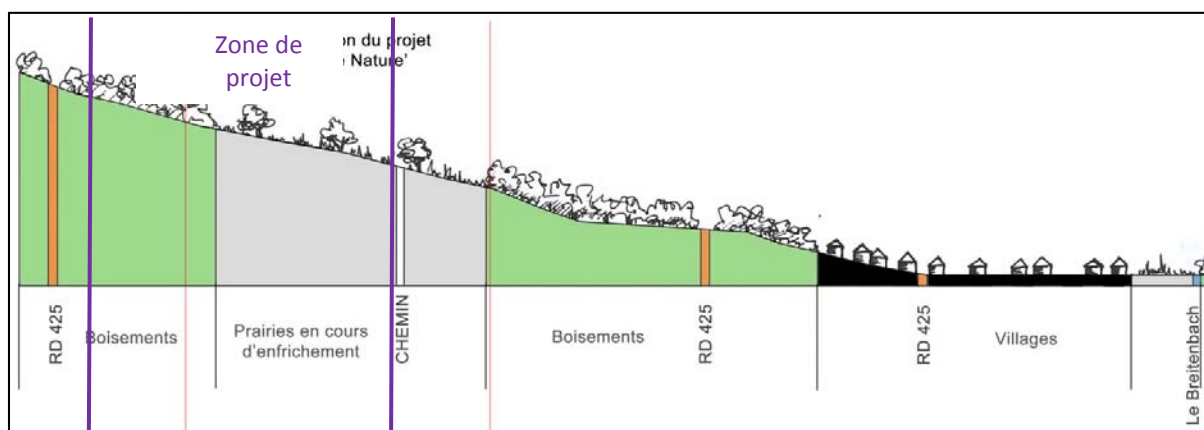 Zone de
projet
on du projet
Nature'
RD 425
Boisements
Prairies en cours
d'enfrichement
CHEMIN
Boisements
RD 425
RD 425
Villages
Le Breitenbach